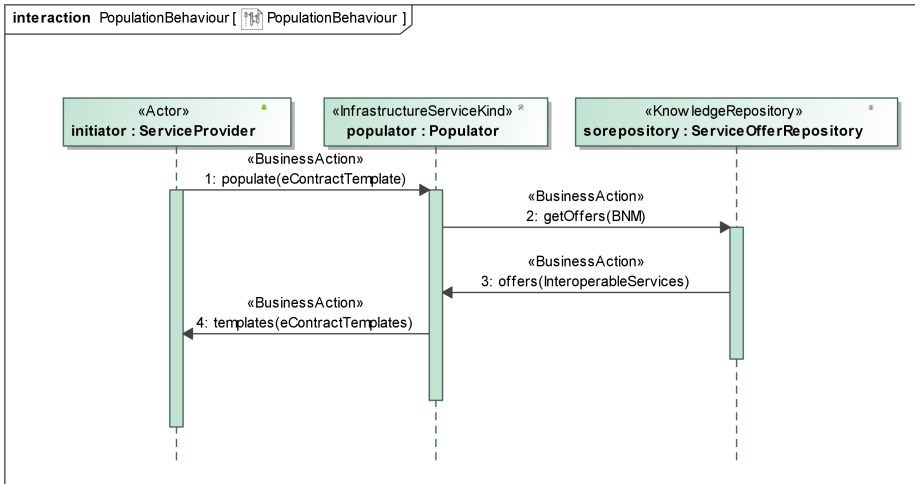 interaction PopulationBehaviour [ PopulationBehaviour ]
«Actor»
initiator : ServiceProvider
«InfrastructureServiceKind»
populator : Populator
«KnowledgeRepository»
sorepository : ServiceOfferRepository
«BusinessAction»
1: populate(eContractTemplate)
«BusinessAction»
2: getOffers(BNM)
«BusinessAction»
3: offers(InteroperableServices)
«BusinessAction»
4: templates(eContractTemplates)